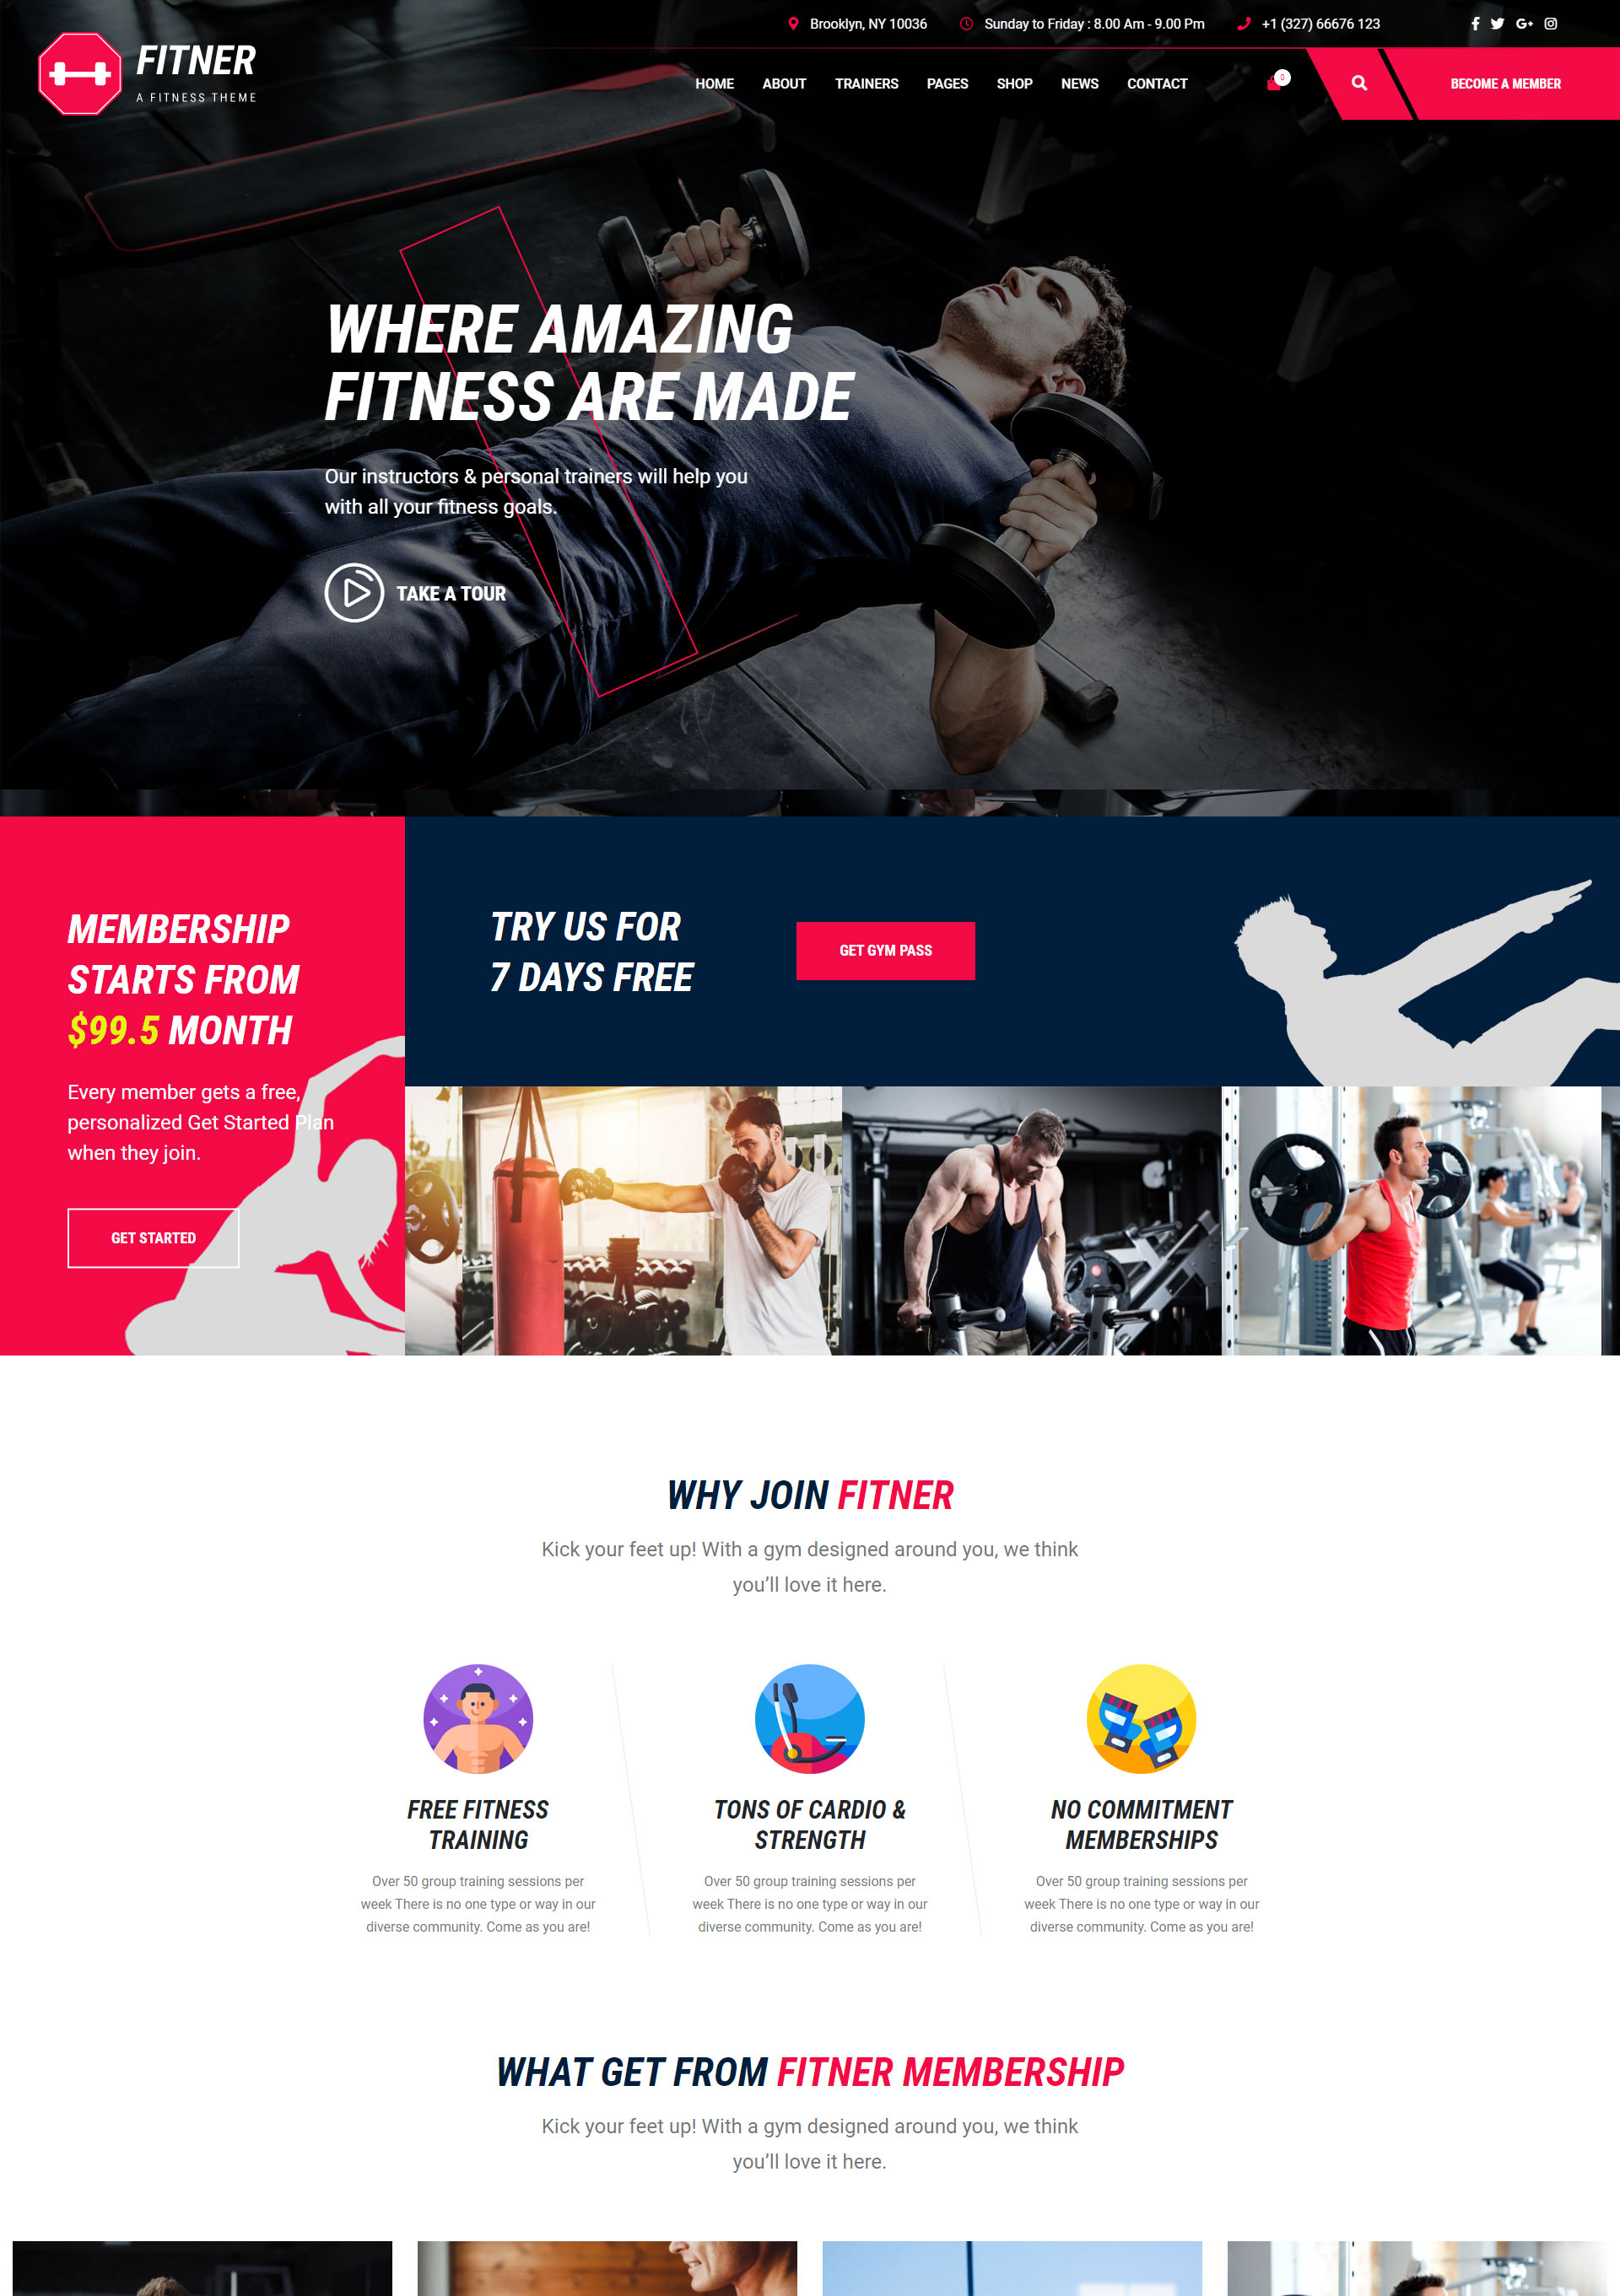 Brooklyn, NY 10036
Sunday to Friday : 8.00 Am - 9.00 Pm
+1 (327) 66676 123
FITNER
A FITNESS THEME
HOME ABOUT TRAINERS PAGES SHOP NEWS CONTACT
0
BECOME A MEMBER
WHERE AMAZING
FITNESS ARE MADE
Our instructors & personal trainers will help you
with all your fitness goals.
TAKE A TOUR
MEMBERSHIP
STARTS FROM
$99.5 MONTH
Every member gets a free,
personalized Get Started Plan
when they join.
GET STARTED
TRY US FOR
7 DAYS FREE
GET GYM PASS
WHY JOIN FITNER
Kick your feet up! With a gym designed around you, we think
you’ll love it here.
FREE FITNESS
TRAINING
Over 50 group training sessions per
week There is no one type or way in our
diverse community. Come as you are!
TONS OF CARDIO &
STRENGTH
Over 50 group training sessions per
week There is no one type or way in our
diverse community. Come as you are!
NO COMMITMENT
MEMBERSHIPS
Over 50 group training sessions per
week There is no one type or way in our
diverse community. Come as you are!
WHAT GET FROM FITNER MEMBERSHIP
Kick your feet up! With a gym designed around you, we think
you’ll love it here.